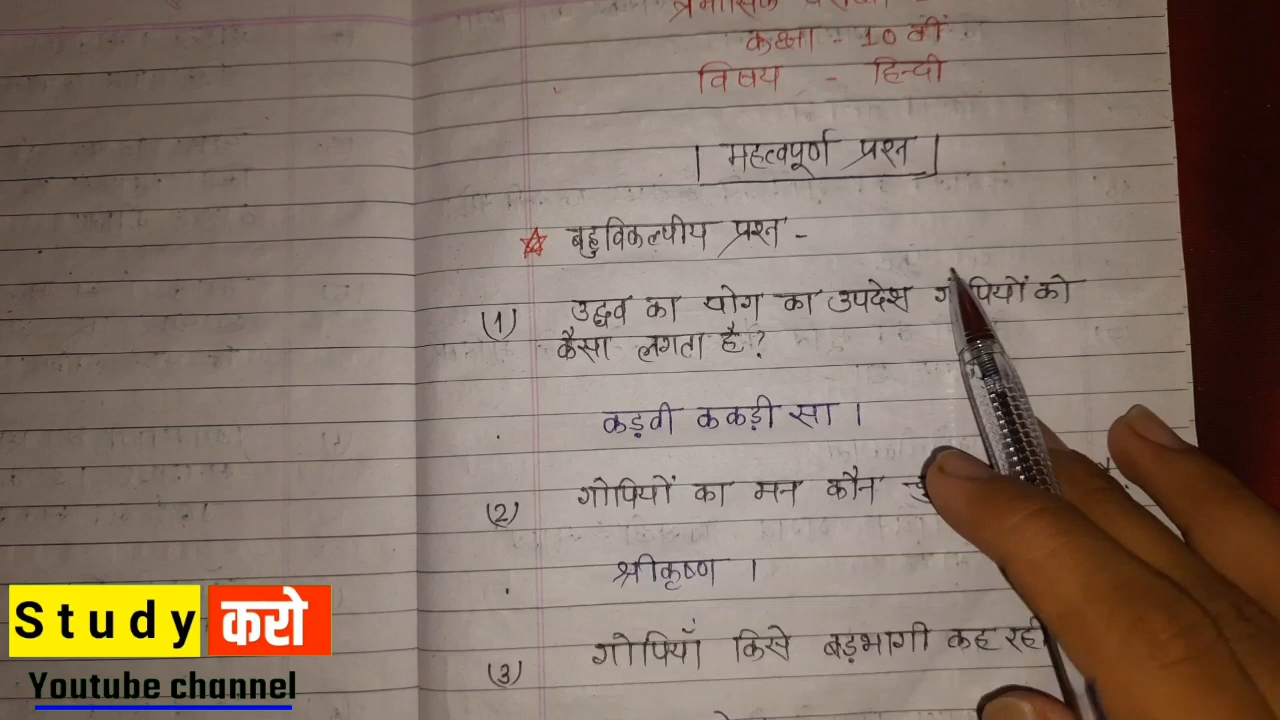 कक्षा - 10 वीं
विषय - हिन्दी
महत्वपूर्ण प्रश्न
बहुविकल्पीय प्रश्न -
(1) उद्धव का योग का उपदेश गोपियों को
कैसा लगता है?
कड़वी ककड़ी सा ।
(2) गोपियों का मन कौन
श्रीकृष्ण ।
(3) गोपियाँ किसे बड़भागी कह रही
Study करो
Youtube channel